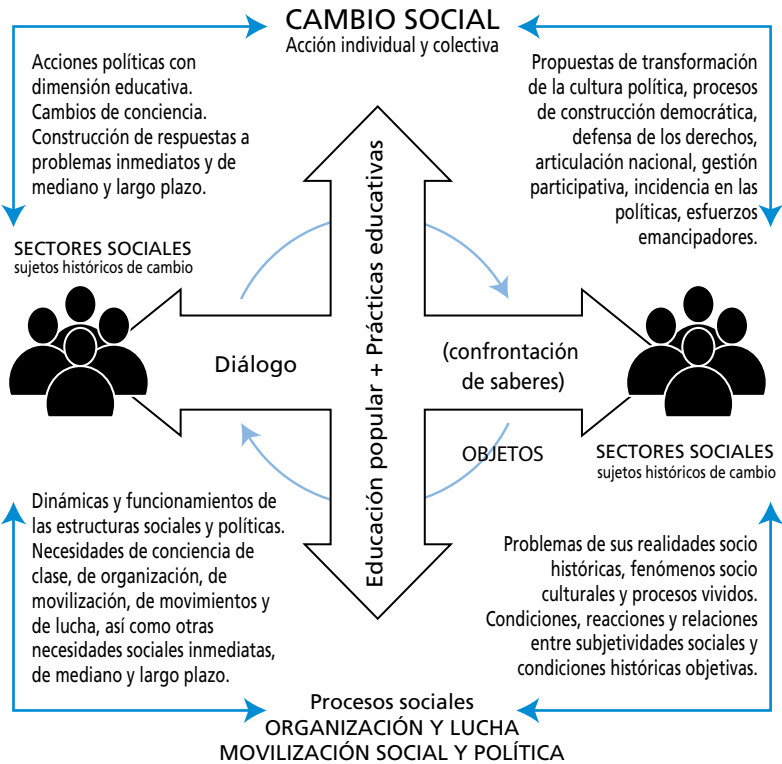 CAMBIO SOCIAL
Acción individual y colectiva
Acciones políticas con
dimensión educativa.
Cambios de conciencia.
Construcción de respuestas a
problemas inmediatos y de
mediano y largo plazo.
Propuestas de transformación
de la cultura política, procesos
de construcción democrática,
defensa de los derechos,
articulación nacional, gestión
participativa, incidencia en las
políticas, esfuerzos
emancipadores.
SECTORES SOCIALES
sujetos históricos de cambio
Diálogo
Educación popular + Prácticas educativas
(confrontación
de saberes)
OBJETOS
SECTORES SOCIALES
sujetos históricos de cambio
Dinámicas y funcionamientos de
las estructuras sociales y políticas.
Necesidades de conciencia de
clase, de organización, de
movilización, de movimientos y
de lucha, así como otras
necesidades sociales inmediatas,
de mediano y largo plazo.
Problemas de sus realidades socio
históricas, fenómenos socio
culturales y procesos vividos.
Condiciones, reacciones y relaciones
entre subjetividades sociales y
condiciones históricas objetivas.
Procesos sociales
ORGANIZACIÓN Y LUCHA
MOVILIZACIÓN SOCIAL Y POLÍTICA